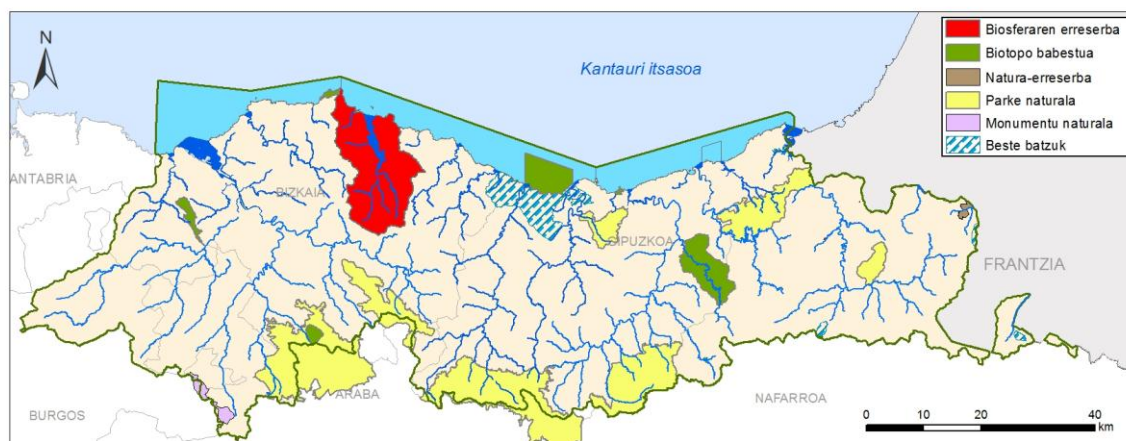 N
Kantauri itsasoa
Biosferaren erreserba
Biotopo babestua
Natura-erreserba
Parke naturala
Monumentu naturala
Beste batzuk
ANTABRIA
BIZKAIA
GIPUZKOA
FRANTZIA
ARABA
BURGOS
NAFARROA
0 10 20 40
km